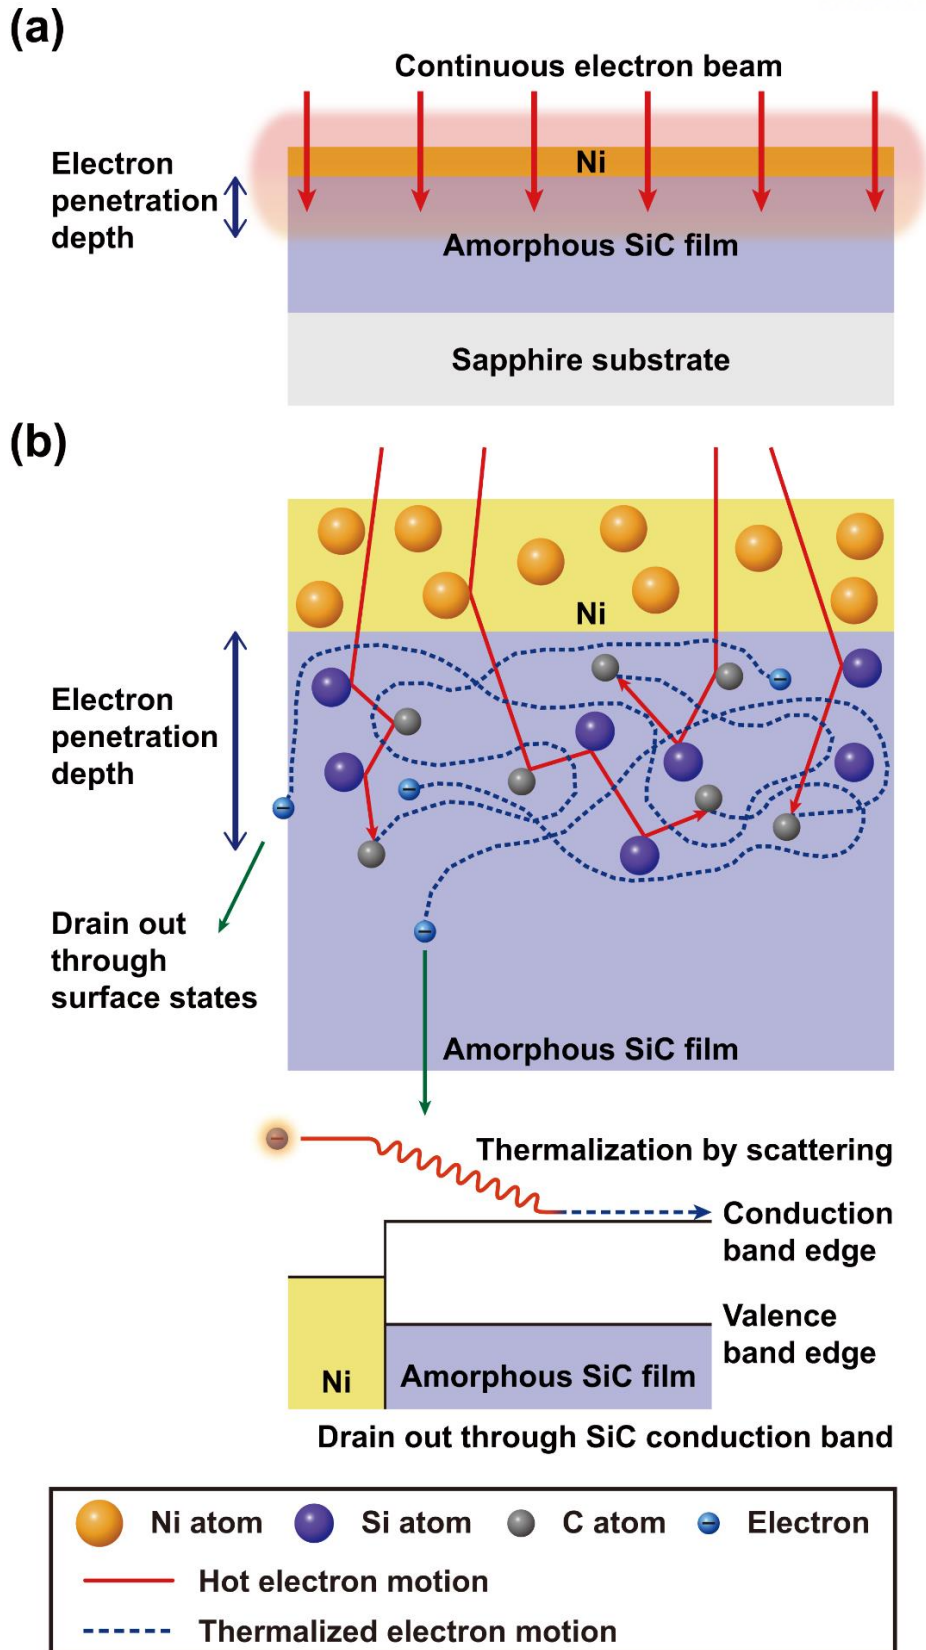 (a)
Continuous electron beam
Ni
Electron
penetration
depth
Amorphous SiC film
Sapphire substrate
(b)
Ni
Electron
penetration
depth
Drain out
through
surface states
Amorphous SiC film
Thermalization by scattering
Conduction
band edge
Valence
band edge
Ni
Amorphous SiC film
Drain out through SiC conduction band
Ni atom
Si atom
C atom
Electron
Hot electron motion
Thermalized electron motion